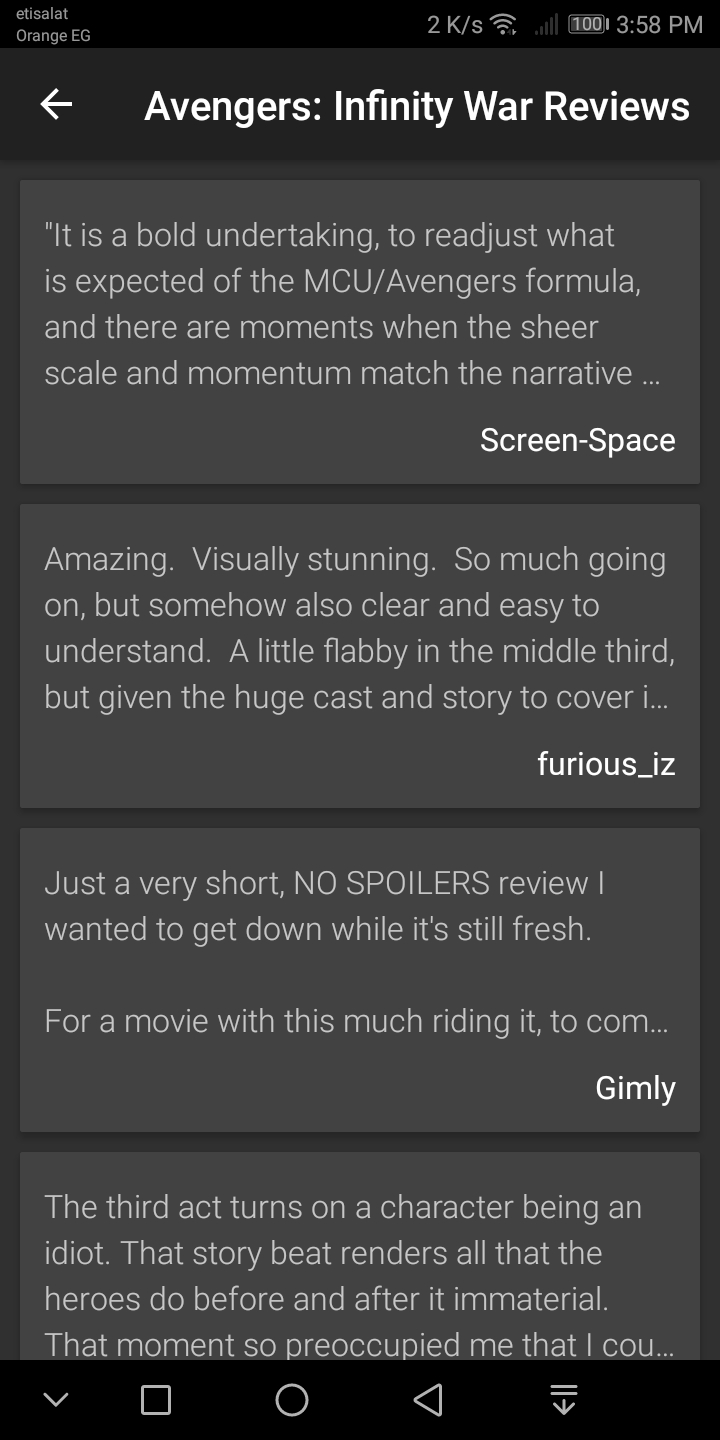 etisalat
Orange EG
2 K/s
100
3:58 PM
Avengers: Infinity War Reviews
"It is a bold undertaking, to readjust what
is expected of the MCU/Avengers formula,
and there are moments when the sheer
scale and momentum match the narrative ...
Screen-Space
Amazing.  Visually stunning.  So much going
on, but somehow also clear and easy to
understand.  A little flabby in the middle third,
but given the huge cast and story to cover i...
furious_iz
Just a very short, NO SPOILERS review I
wanted to get down while it's still fresh.
For a movie with this much riding it, to com...
Gimly
The third act turns on a character being an
idiot. That story beat renders all that the
heroes do before and after it immaterial.
That moment so preoccupied me that I cou...